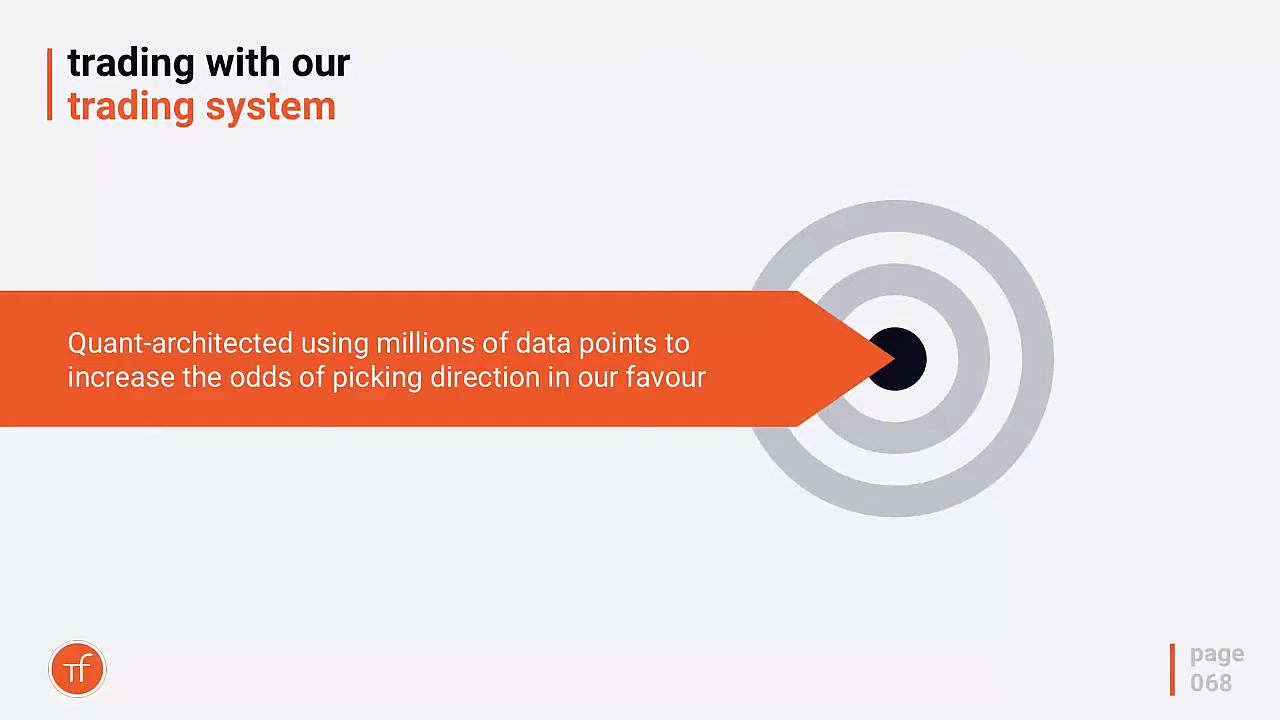 trading with our
trading system
Quant-architected using millions of data points to
increase the odds of picking direction in our favour
TF
page
068